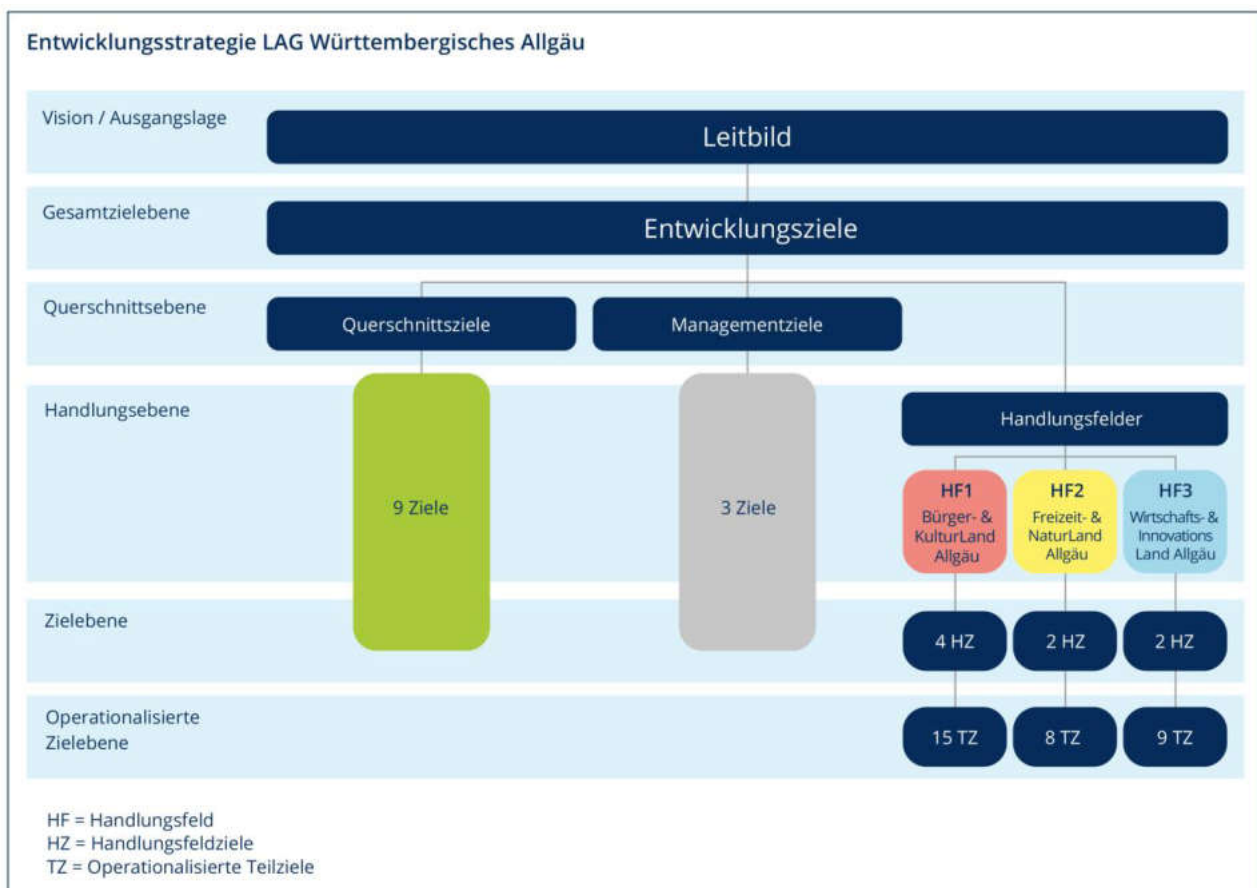 Entwicklungsstrategie LAG Württembergisches Allgäu
Vision / Ausgangslage
Leitbild
Gesamtzielebene
Entwicklungsziele
Querschnittsebene
Querschnittsziele
Managementziele
Handlungsebene
9 Ziele
3 Ziele
Handlungsfelder
HF1
Bürger- &
KulturLand
Allgäu
HF2
Freizeit- &
NaturLand
Allgäu
HF3
Wirtschafts- &
Innovations
Land Allgäu
Zielebene
4 HZ
2 HZ
2 HZ
Operationalisierte
Zielebene
15 TZ
8 TZ
9 TZ
HF = Handlungsfeld
HZ = Handlungsfeldziele
TZ = Operationalisierte Teilziele